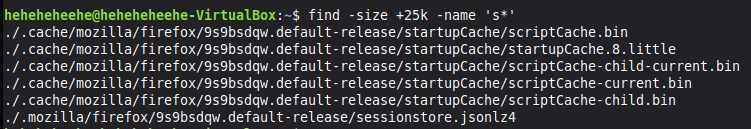 heheheheehe@heheheheehe-VirtualBox:~$ find -size +25k -name 's*'
./.cache/mozilla/firefox/9s9bsdqw.default-release/startupCache/scriptCache.bin
./.cache/mozilla/firefox/9s9bsdqw.default-release/startupCache/startupCache.8.little
./.cache/mozilla/firefox/9s9bsdqw.default-release/startupCache/scriptCache-child-current.bin
./.cache/mozilla/firefox/9s9bsdqw.default-release/startupCache/scriptCache-current.bin
./.cache/mozilla/firefox/9s9bsdqw.default-release/startupCache/scriptCache-child.bin
./.mozilla/firefox/9s9bsdqw.default-release/sessionstore.jsonlz4